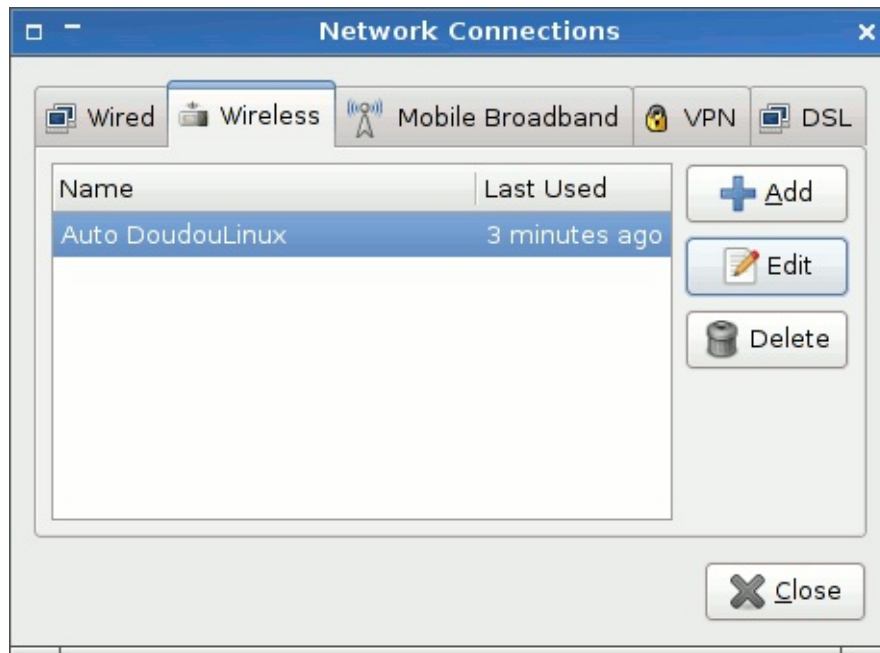 Network Connections
Wired Wireless Mobile Broadband VPN DSL
Name Last Used
Auto DoudouLinux 3 minutes ago
Add
Edit
Delete
Close